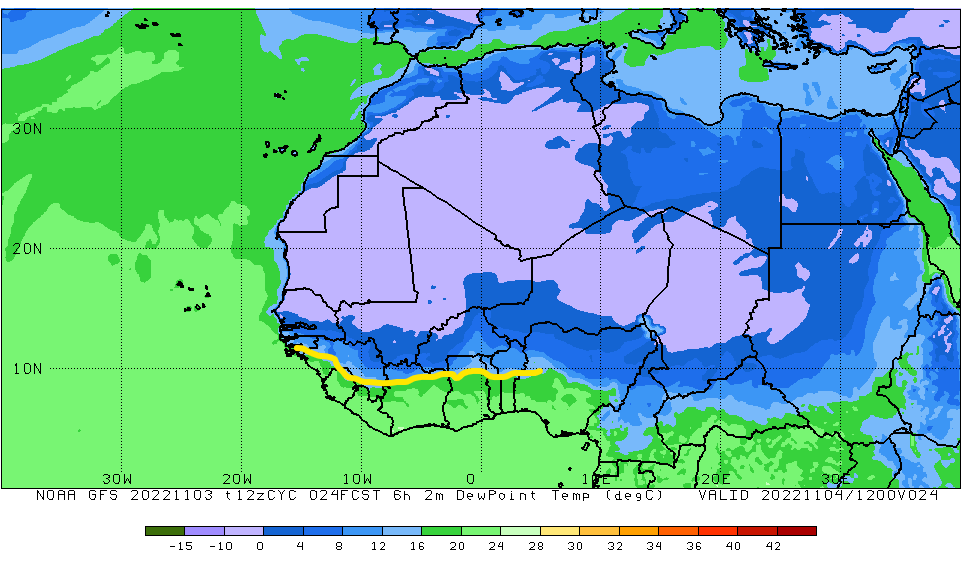 30N
20N
10N
30W 20W 10W 0 10E 20E 30E
NOAA GFS 20221103 t12zCYC 024FCST 6h 2m DewPoint Temp (degC) VALID 20221104/1200V024
-15 -10 0 4 8 12 16 20 24 28 30 32 34 36 40 42